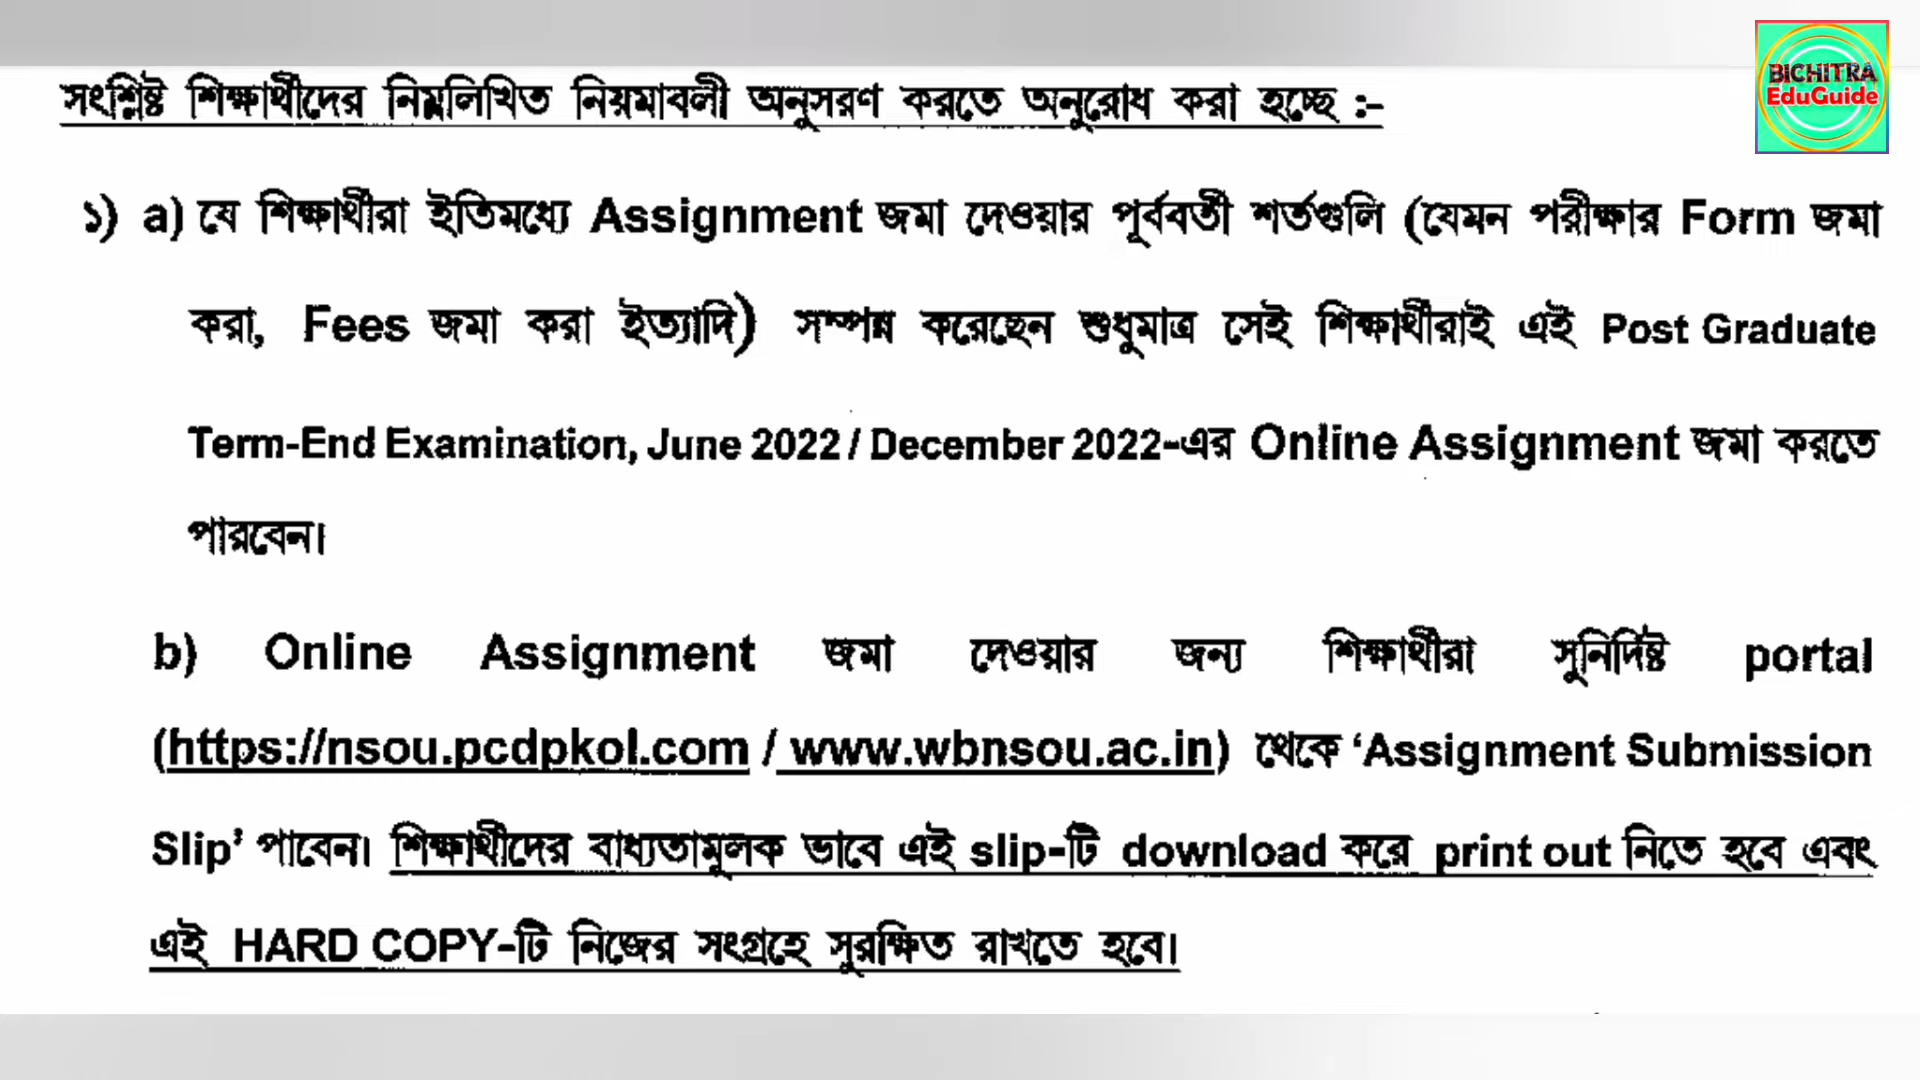 BICHITRA
EduGuide
সংশ্লিষ্ট শিক্ষার্থীদের নিম্নলিখিত নিয়মাবলী অনুসরণ করতে অনুরোধ করা হচ্ছে :-
১) a) যে শিক্ষার্থীরা ইতিমধ্যে Assignment জমা দেওয়ার পূর্ববর্তী শর্তগুলি (যেমন পরীক্ষার Form জমা
করা, Fees জমা করা ইত্যাদি) সম্পন্ন করেছেন শুধুমাত্র সেই শিক্ষার্থীরাই এই Post Graduate
Term-End Examination, June 2022 / December 2022-এর Online Assignment জমা করতে
পারবেন।
b) Online Assignment জমা দেওয়ার জন্য শিক্ষার্থীরা সুনির্দিষ্ট portal
(https://nsou.pcdpkol.com / www.wbnsou.ac.in) থেকে ‘Assignment Submission
Slip’ পাবেন। শিক্ষার্থীদের বাধ্যতামূলক ভাবে এই slip-টি download করে print out নিতে হবে এবং
এই HARD COPY-টি নিজের সংগ্রহে সুরক্ষিত রাখতে হবে।